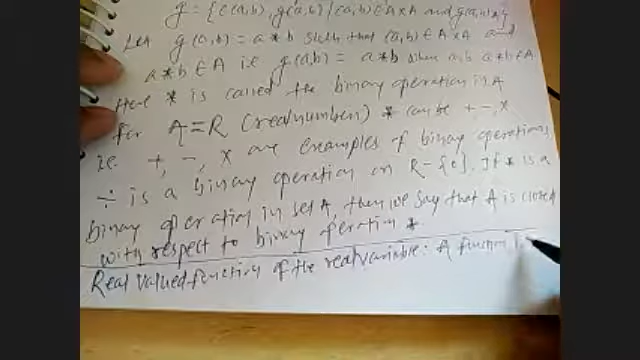 g = {(a,b), g(a,b) / (a,b) ∈ A×A and g(a,b) ∈ A}
Let g(a,b) = a*b such that (a,b) ∈ A×A and
a*b ∈ A i.e. g(a,b) = a*b when a,b, a*b ∈ A.
Here * is called the binary operation in A
For A = R (real number) * can be + -, ×
i.e. +, -, × are examples of binary operations,
÷ is a binary operation on R-{0}. If * is a
binary operation in set A, then we say that A is closed
with respect to binary operation *
Real valued function of the real variable: A function